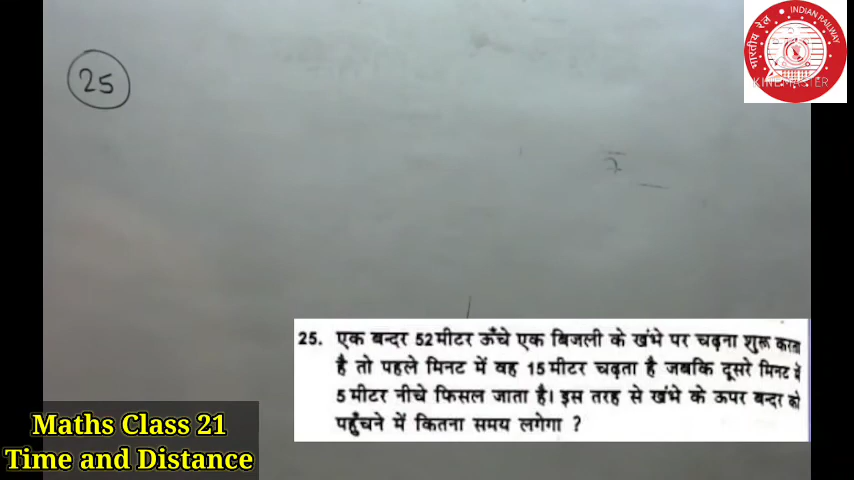 भारतीय रेल INDIAN RAILWAY
KINEMASTER
25
25. एक बन्दर 52 मीटर ऊँचे एक बिजली के खंभे पर चढ़ना शुरू करता
है तो पहले मिनट में वह 15 मीटर चढ़ता है जबकि दूसरे मिनट में
5 मीटर नीचे फिसल जाता है। इस तरह से खंभे के ऊपर बन्दर को
पहुँचने में कितना समय लगेगा ?
Maths Class 21
Time and Distance